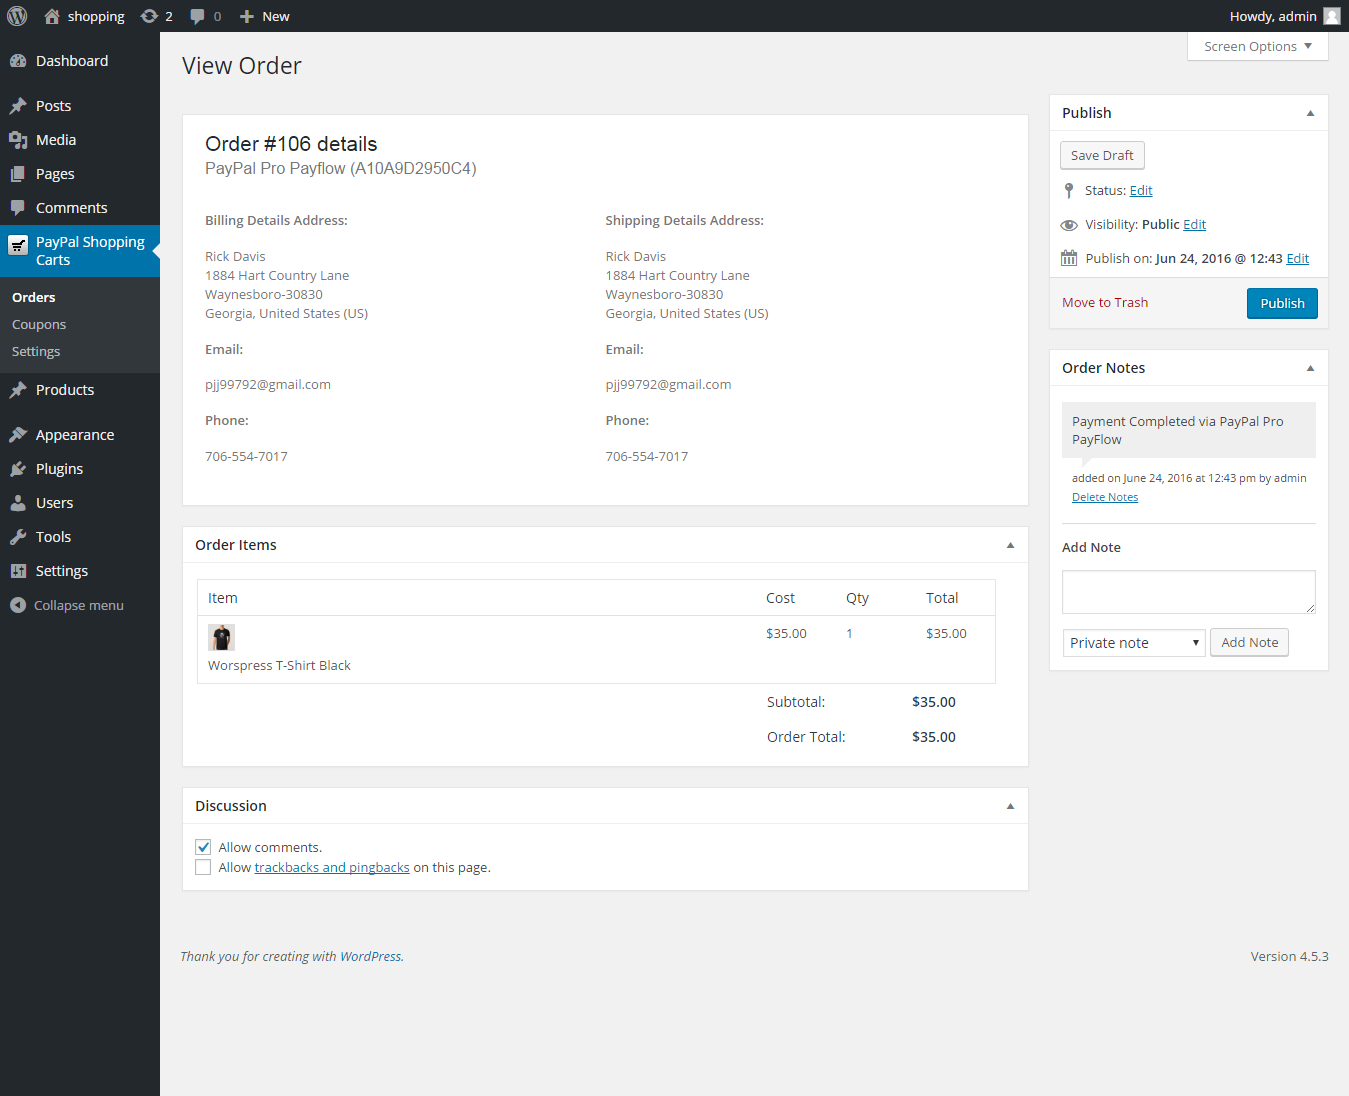 shopping
2
0
New
Howdy, admin
Dashboard
Posts
Media
Pages
Comments
PayPal Shopping
Carts
Orders
Coupons
Settings
Products
Appearance
Plugins
Users
Tools
Settings
Collapse menu
Screen Options
View Order
Order #106 details
PayPal Pro Payflow (A10A9D2950C4)
Billing Details Address:
Rick Davis
1884 Hart Country Lane
Waynesboro-30830
Georgia, United States (US)
Email:
pjj99792@gmail.com
Phone:
706-554-7017
Shipping Details Address:
Rick Davis
1884 Hart Country Lane
Waynesboro-30830
Georgia, United States (US)
Email:
pjj99792@gmail.com
Phone:
706-554-7017
Order Items
Item Cost Qty Total
$35.00 1 $35.00
Worspress T-Shirt Black
Subtotal: $35.00
Order Total: $35.00
Discussion
Allow comments.
Allow trackbacks and pingbacks on this page.
Publish
Save Draft
Status: Edit
Visibility: Public Edit
Publish on: Jun 24, 2016 @ 12:43 Edit
Move to Trash
Publish
Order Notes
Payment Completed via PayPal Pro
PayFlow
added on June 24, 2016 at 12:43 pm by admin
Delete Notes
Add Note
Private note
Add Note
Thank you for creating with WordPress.
Version 4.5.3